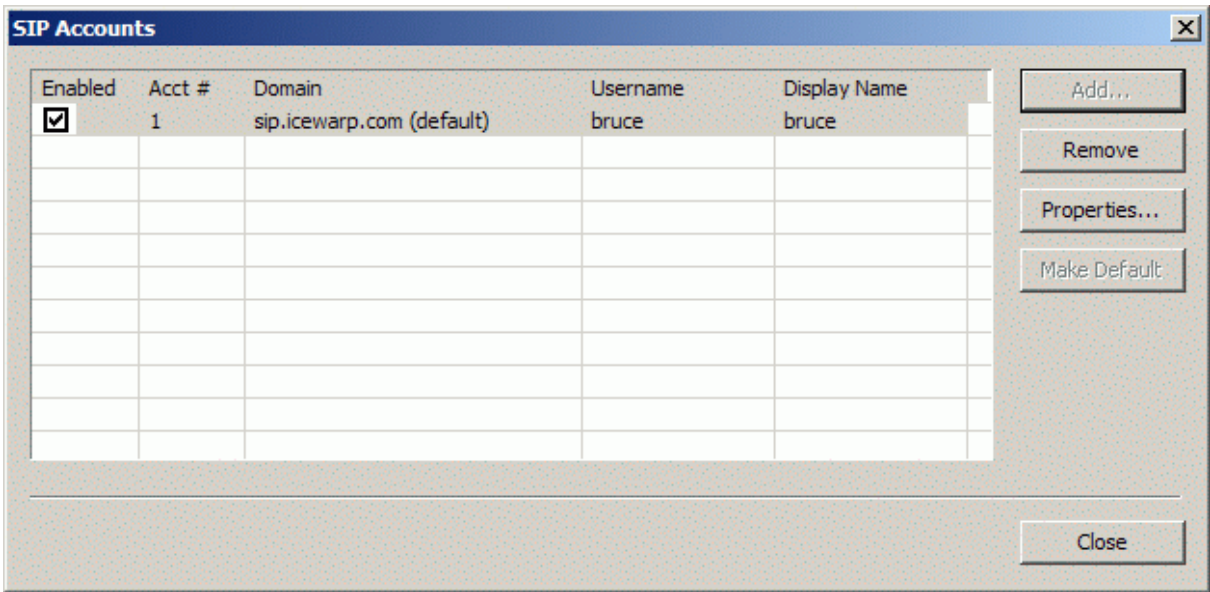 SIP Accounts
Enabled Acct # Domain Username Display Name
1 sip.icewarp.com (default) bruce bruce
Add...
Remove
Properties...
Make Default
Close